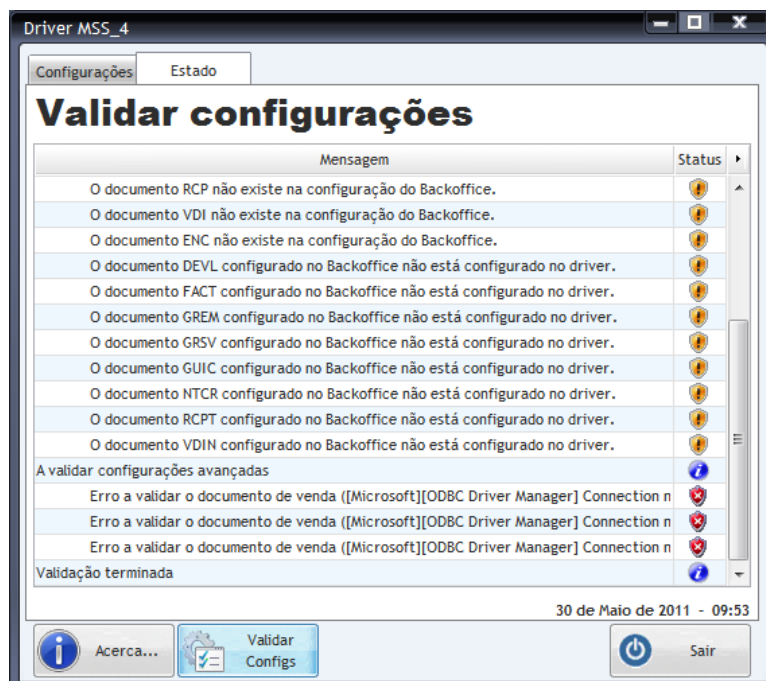 Driver MSS_4
Configurações
Estado
Validar configurações
Mensagem
Status
O documento RCP não existe na configuração do Backoffice.
O documento VDI não existe na configuração do Backoffice.
O documento ENC não existe na configuração do Backoffice.
O documento DEVL configurado no Backoffice não está configurado no driver.
O documento FACT configurado no Backoffice não está configurado no driver.
O documento GREM configurado no Backoffice não está configurado no driver.
O documento GRSV configurado no Backoffice não está configurado no driver.
O documento GUIC configurado no Backoffice não está configurado no driver.
O documento NTCR configurado no Backoffice não está configurado no driver.
O documento RCPT configurado no Backoffice não está configurado no driver.
O documento VDIN configurado no Backoffice não está configurado no driver.
A validar configurações avançadas
Erro a validar o documento de venda ([Microsoft][ODBC Driver Manager] Connection n
Erro a validar o documento de venda ([Microsoft][ODBC Driver Manager] Connection n
Erro a validar o documento de venda ([Microsoft][ODBC Driver Manager] Connection n
Validação terminada
30 de Maio de 2011 - 09:53
Acerca...
Validar
Configs
Sair